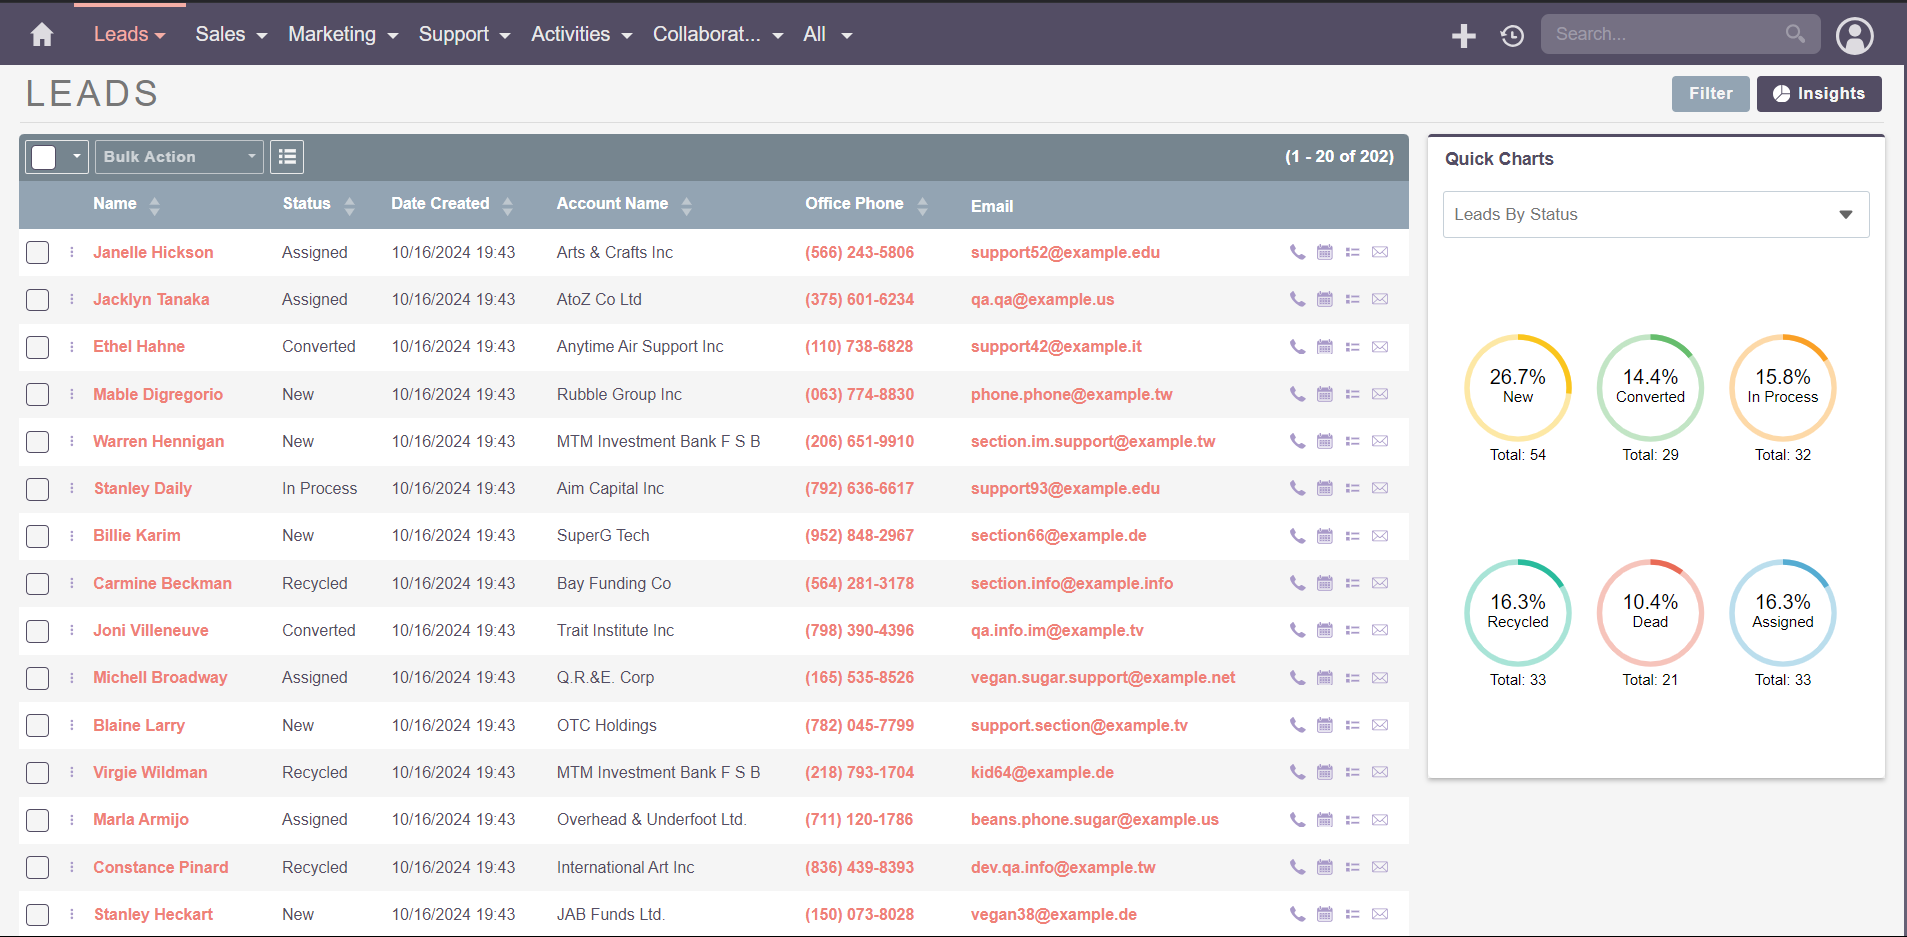 Leads Sales Marketing Support Activities Collaborat... All Search...
LEADS
Filter Insights
Bulk Action (1 - 20 of 202)
Name Status Date Created Account Name Office Phone Email
Janelle Hickson Assigned 10/16/2024 19:43 Arts & Crafts Inc (566) 243-5806 support52@example.edu
Jacklyn Tanaka Assigned 10/16/2024 19:43 AtoZ Co Ltd (375) 601-6234 qa.qa@example.us
Ethel Hahne Converted 10/16/2024 19:43 Anytime Air Support Inc (110) 738-6828 support42@example.it
Mable Digregorio New 10/16/2024 19:43 Rubble Group Inc (063) 774-8830 phone.phone@example.tw
Warren Hennigan New 10/16/2024 19:43 MTM Investment Bank F S B (206) 651-9910 section.im.support@example.tw
Stanley Daily In Process 10/16/2024 19:43 Aim Capital Inc (792) 636-6617 support93@example.edu
Billie Karim New 10/16/2024 19:43 SuperG Tech (952) 848-2967 section66@example.de
Carmine Beckman Recycled 10/16/2024 19:43 Bay Funding Co (564) 281-3178 section.info@example.info
Joni Villeneuve Converted 10/16/2024 19:43 Trait Institute Inc (798) 390-4396 qa.info.im@example.tv
Michell Broadway Assigned 10/16/2024 19:43 Q.R.&E. Corp (165) 535-8526 vegan.sugar.support@example.net
Blaine Larry New 10/16/2024 19:43 OTC Holdings (782) 045-7799 support.section@example.tv
Virgie Wildman Recycled 10/16/2024 19:43 MTM Investment Bank F S B (218) 793-1704 kid64@example.de
Marla Armijo Assigned 10/16/2024 19:43 Overhead & Underfoot Ltd. (711) 120-1786 beans.phone.sugar@example.us
Constance Pinard Recycled 10/16/2024 19:43 International Art Inc (836) 439-8393 dev.qa.info@example.tw
Stanley Heckart New 10/16/2024 19:43 JAB Funds Ltd. (150) 073-8028 vegan38@example.de
Quick Charts
Leads By Status
26.7% 14.4% 15.8%
New Converted In Process
Total: 54 Total: 29 Total: 32
16.3% 10.4% 16.3%
Recycled Dead Assigned
Total: 33 Total: 21 Total: 33